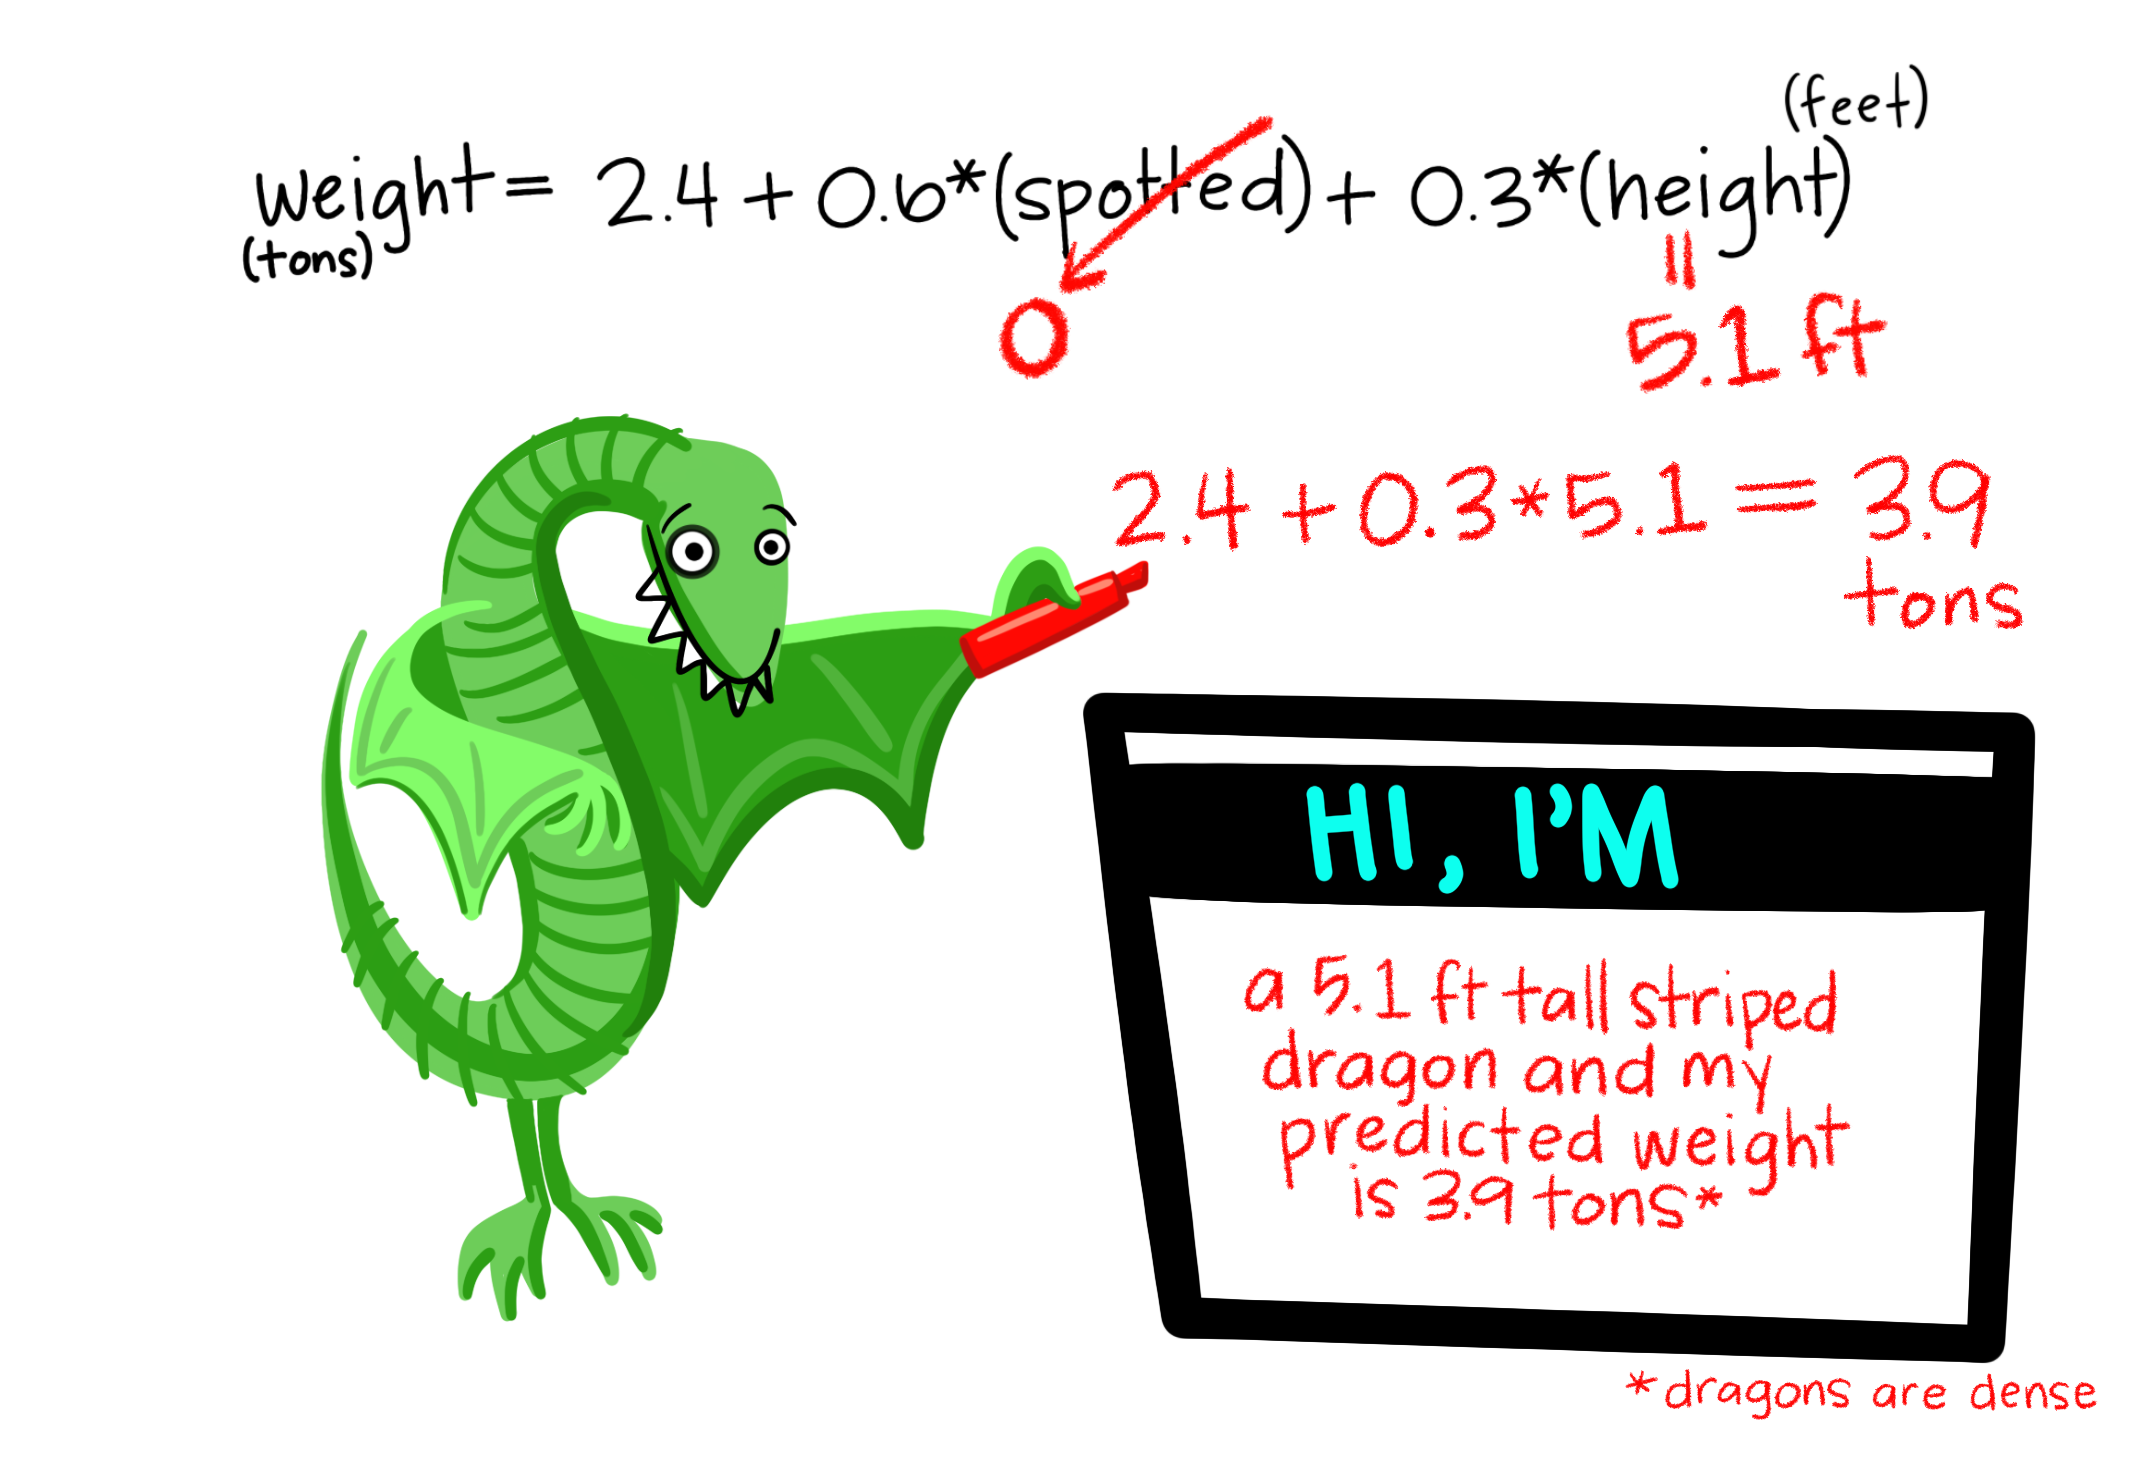 (feet)
weight = 2.4 + 0.6*(spotted) + 0.3*(height)
(tons)
0
=
5.1 ft
2.4 + 0.3*5.1 = 3.9
tons
HI, I'M
a 5.1 ft tall striped
dragon and my
predicted weight
is 3.9 tons*
*dragons are dense